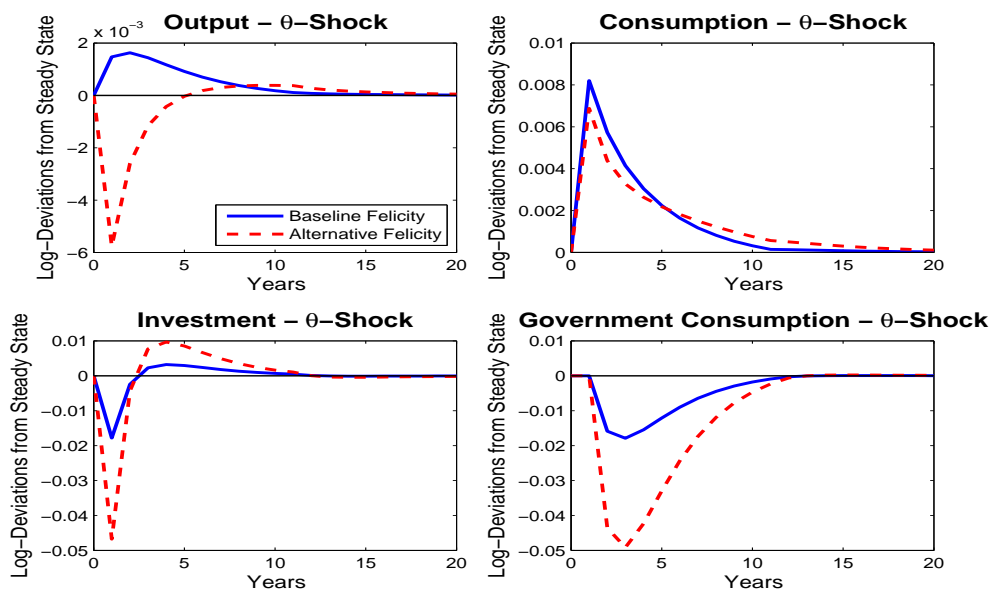 Output – θ–Shock
Log–Deviations from Steady State
× 10⁻³
2
0
−2
−4
−6
0 5 10 15 20
Years
Baseline Felicity
Alternative Felicity
Consumption – θ–Shock
Log–Deviations from Steady State
0.01
0.008
0.006
0.004
0.002
0
0 5 10 15 20
Years
Investment – θ–Shock
Log–Deviations from Steady State
0.01
0
−0.01
−0.02
−0.03
−0.04
−0.05
0 5 10 15 20
Years
Government Consumption – θ–Shock
Log–Deviations from Steady State
0.01
0
−0.01
−0.02
−0.03
−0.04
−0.05
0 5 10 15 20
Years